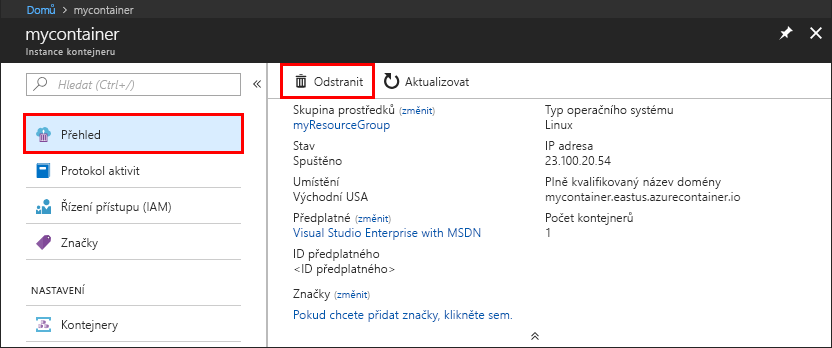 Domů > mycontainer
mycontainer
Instance kontejneru
Hledat (Ctrl+/)
Přehled
Protokol aktivit
Řízení přístupu (IAM)
Značky
NASTAVENÍ
Kontejnery
Odstranit Aktualizovat
Skupina prostředků (změnit)
myResourceGroup
Stav
Spuštěno
Umístění
Východní USA
Předplatné (změnit)
Visual Studio Enterprise with MSDN
ID předplatného
<ID předplatného>
Značky (změnit)
Pokud chcete přidat značky, klikněte sem.
Typ operačního systému
Linux
IP adresa
23.100.20.54
Plně kvalifikovaný název domény
mycontainer.eastus.azurecontainer.io
Počet kontejnerů
1